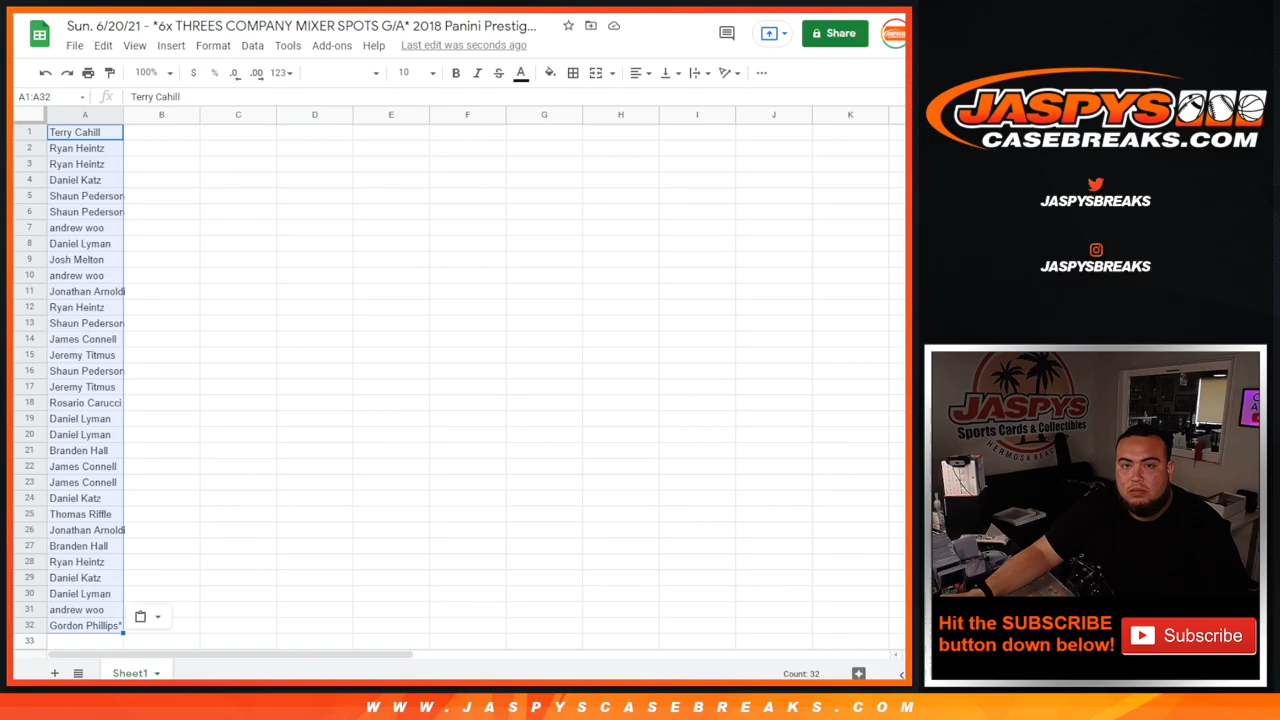 Sun. 6/20/21 - *6x THREES COMPANY MIXER SPOTS G/A* 2018 Panini Prestig...
File Edit View Insert Format Data Tools Add-ons Help Last edit was seconds ago
Share
100% $ % .0 .00 123 10 B I S A
A1:A32 fx Terry Cahill
A B C D E F G H I J K
1 Terry Cahill
2 Ryan Heintz
3 Ryan Heintz
4 Daniel Katz
5 Shaun Pederson
6 Shaun Pederson
7 andrew woo
8 Daniel Lyman
9 Josh Melton
10 andrew woo
11 Jonathan Arnoldi
12 Ryan Heintz
13 Shaun Pederson
14 James Connell
15 Jeremy Titmus
16 Shaun Pederson
17 Jeremy Titmus
18 Rosario Carucci
19 Daniel Lyman
20 Daniel Lyman
21 Branden Hall
22 James Connell
23 James Connell
24 Daniel Katz
25 Thomas Riffle
26 Jonathan Arnoldi
27 Branden Hall
28 Ryan Heintz
29 Daniel Katz
30 Daniel Lyman
31 andrew woo
32 Gordon Phillips*
33
Sheet1 Count: 32
JASPYS
CASEBREAKS.COM
JASPYSBREAKS
JASPYSBREAKS
JASPYS
Sports Cards & Collectibles
HERMOSA BEACH
Hit the SUBSCRIBE
button down below!
Subscribe
WWW.JASPYSCASEBREAKS.COM